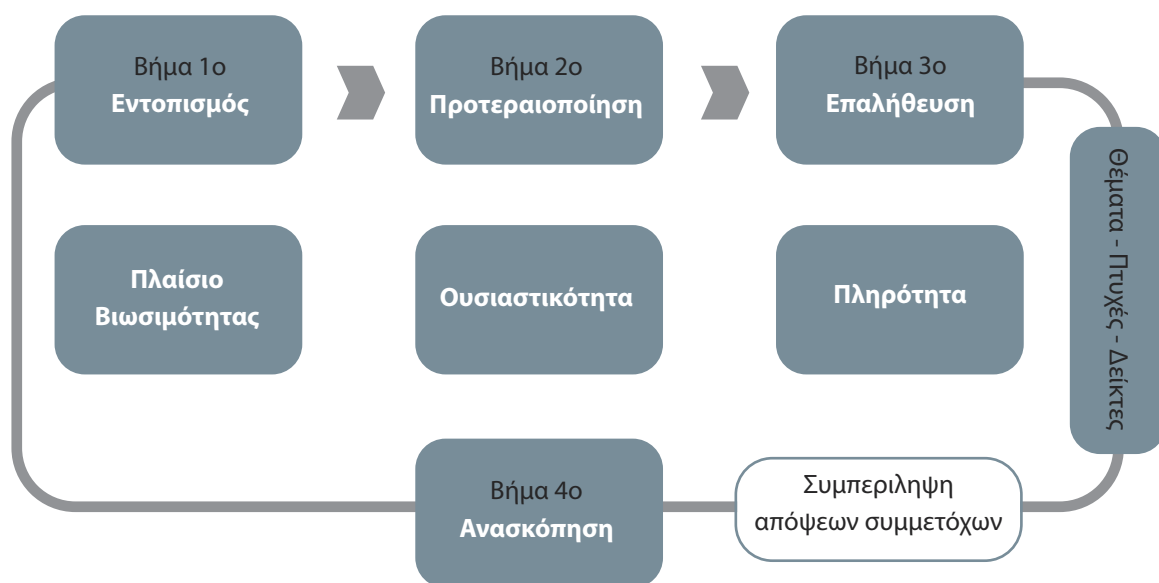 Βήμα 1ο
Εντοπισμός
Βήμα 2ο
Προτεραιοποίηση
Βήμα 3ο
Επαλήθευση
Θέματα - Πτυχές - Δείκτες
Πλαίσιο
Βιωσιμότητας
Ουσιαστικότητα
Πληρότητα
Βήμα 4ο
Ανασκόπηση
Συμπεριληψη
απόψεων συμμετόχων